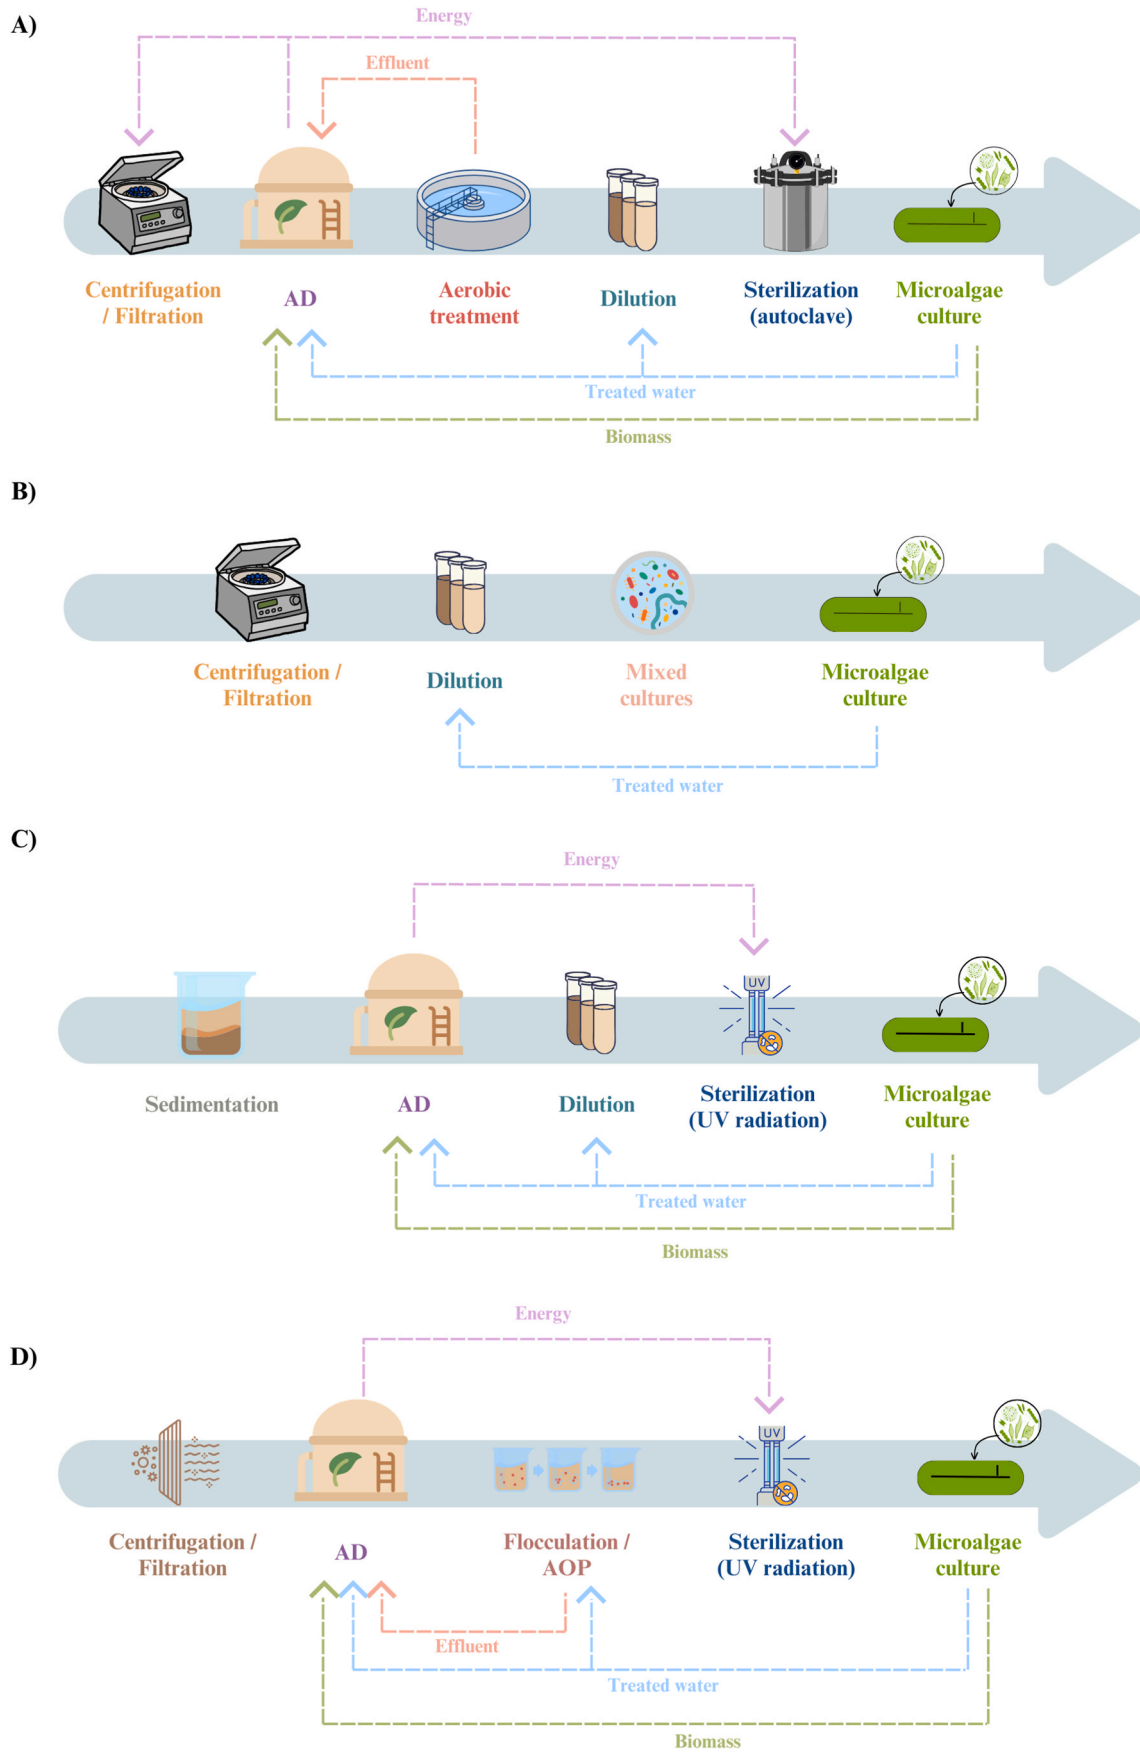 A)
Energy
Effluent
Centrifugation
/ Filtration
AD
Aerobic
treatment
Dilution
Sterilization
(autoclave)
Microalgae
culture
Treated water
Biomass
B)
Centrifugation /
Filtration
Dilution
Mixed
cultures
Microalgae
culture
Treated water
C)
Energy
UV
Sedimentation
AD
Dilution
Sterilization
(UV radiation)
Microalgae
culture
Treated water
Biomass
D)
Energy
UV
Centrifugation /
Filtration
AD
Flocculation /
AOP
Sterilization
(UV radiation)
Microalgae
culture
Effluent
Treated water
Biomass